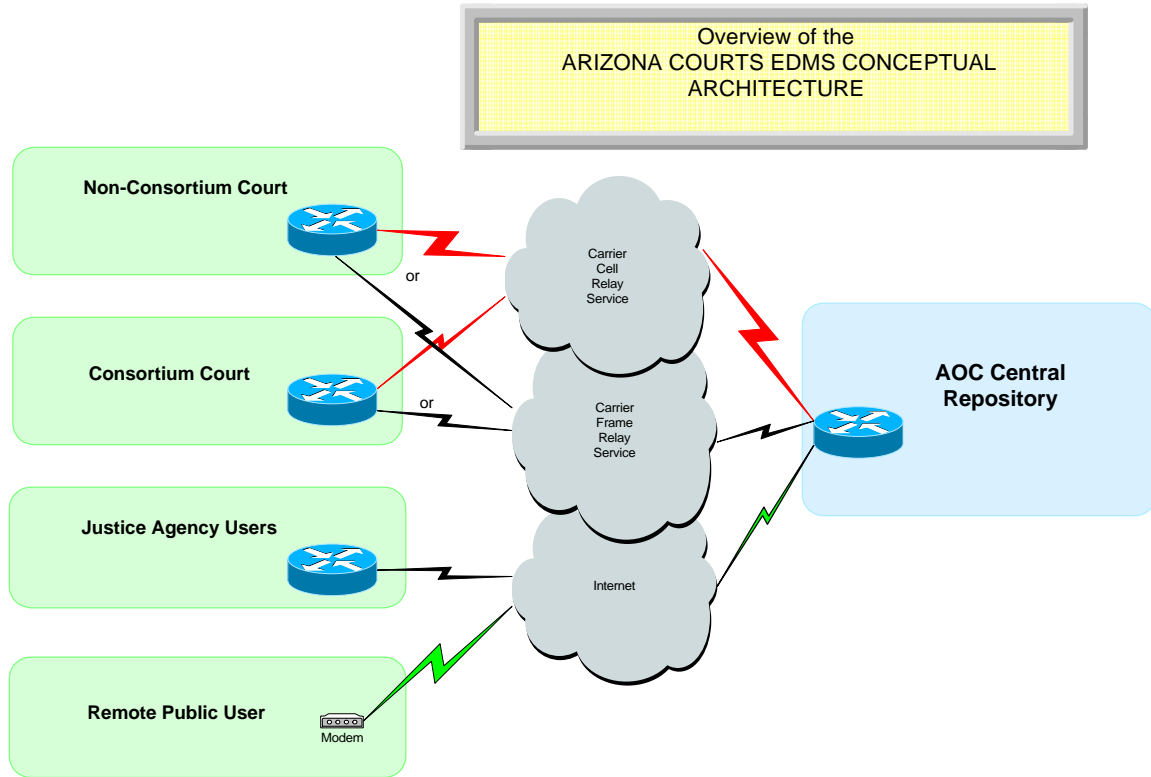 Overview of the
ARIZONA COURTS EDMS CONCEPTUAL
ARCHITECTURE
Non-Consortium Court
or
Carrier
Cell
Relay
Service
Consortium Court
or
Carrier
Frame
Relay
Service
AOC Central
Repository
Justice Agency Users
Internet
Remote Public User
Modem